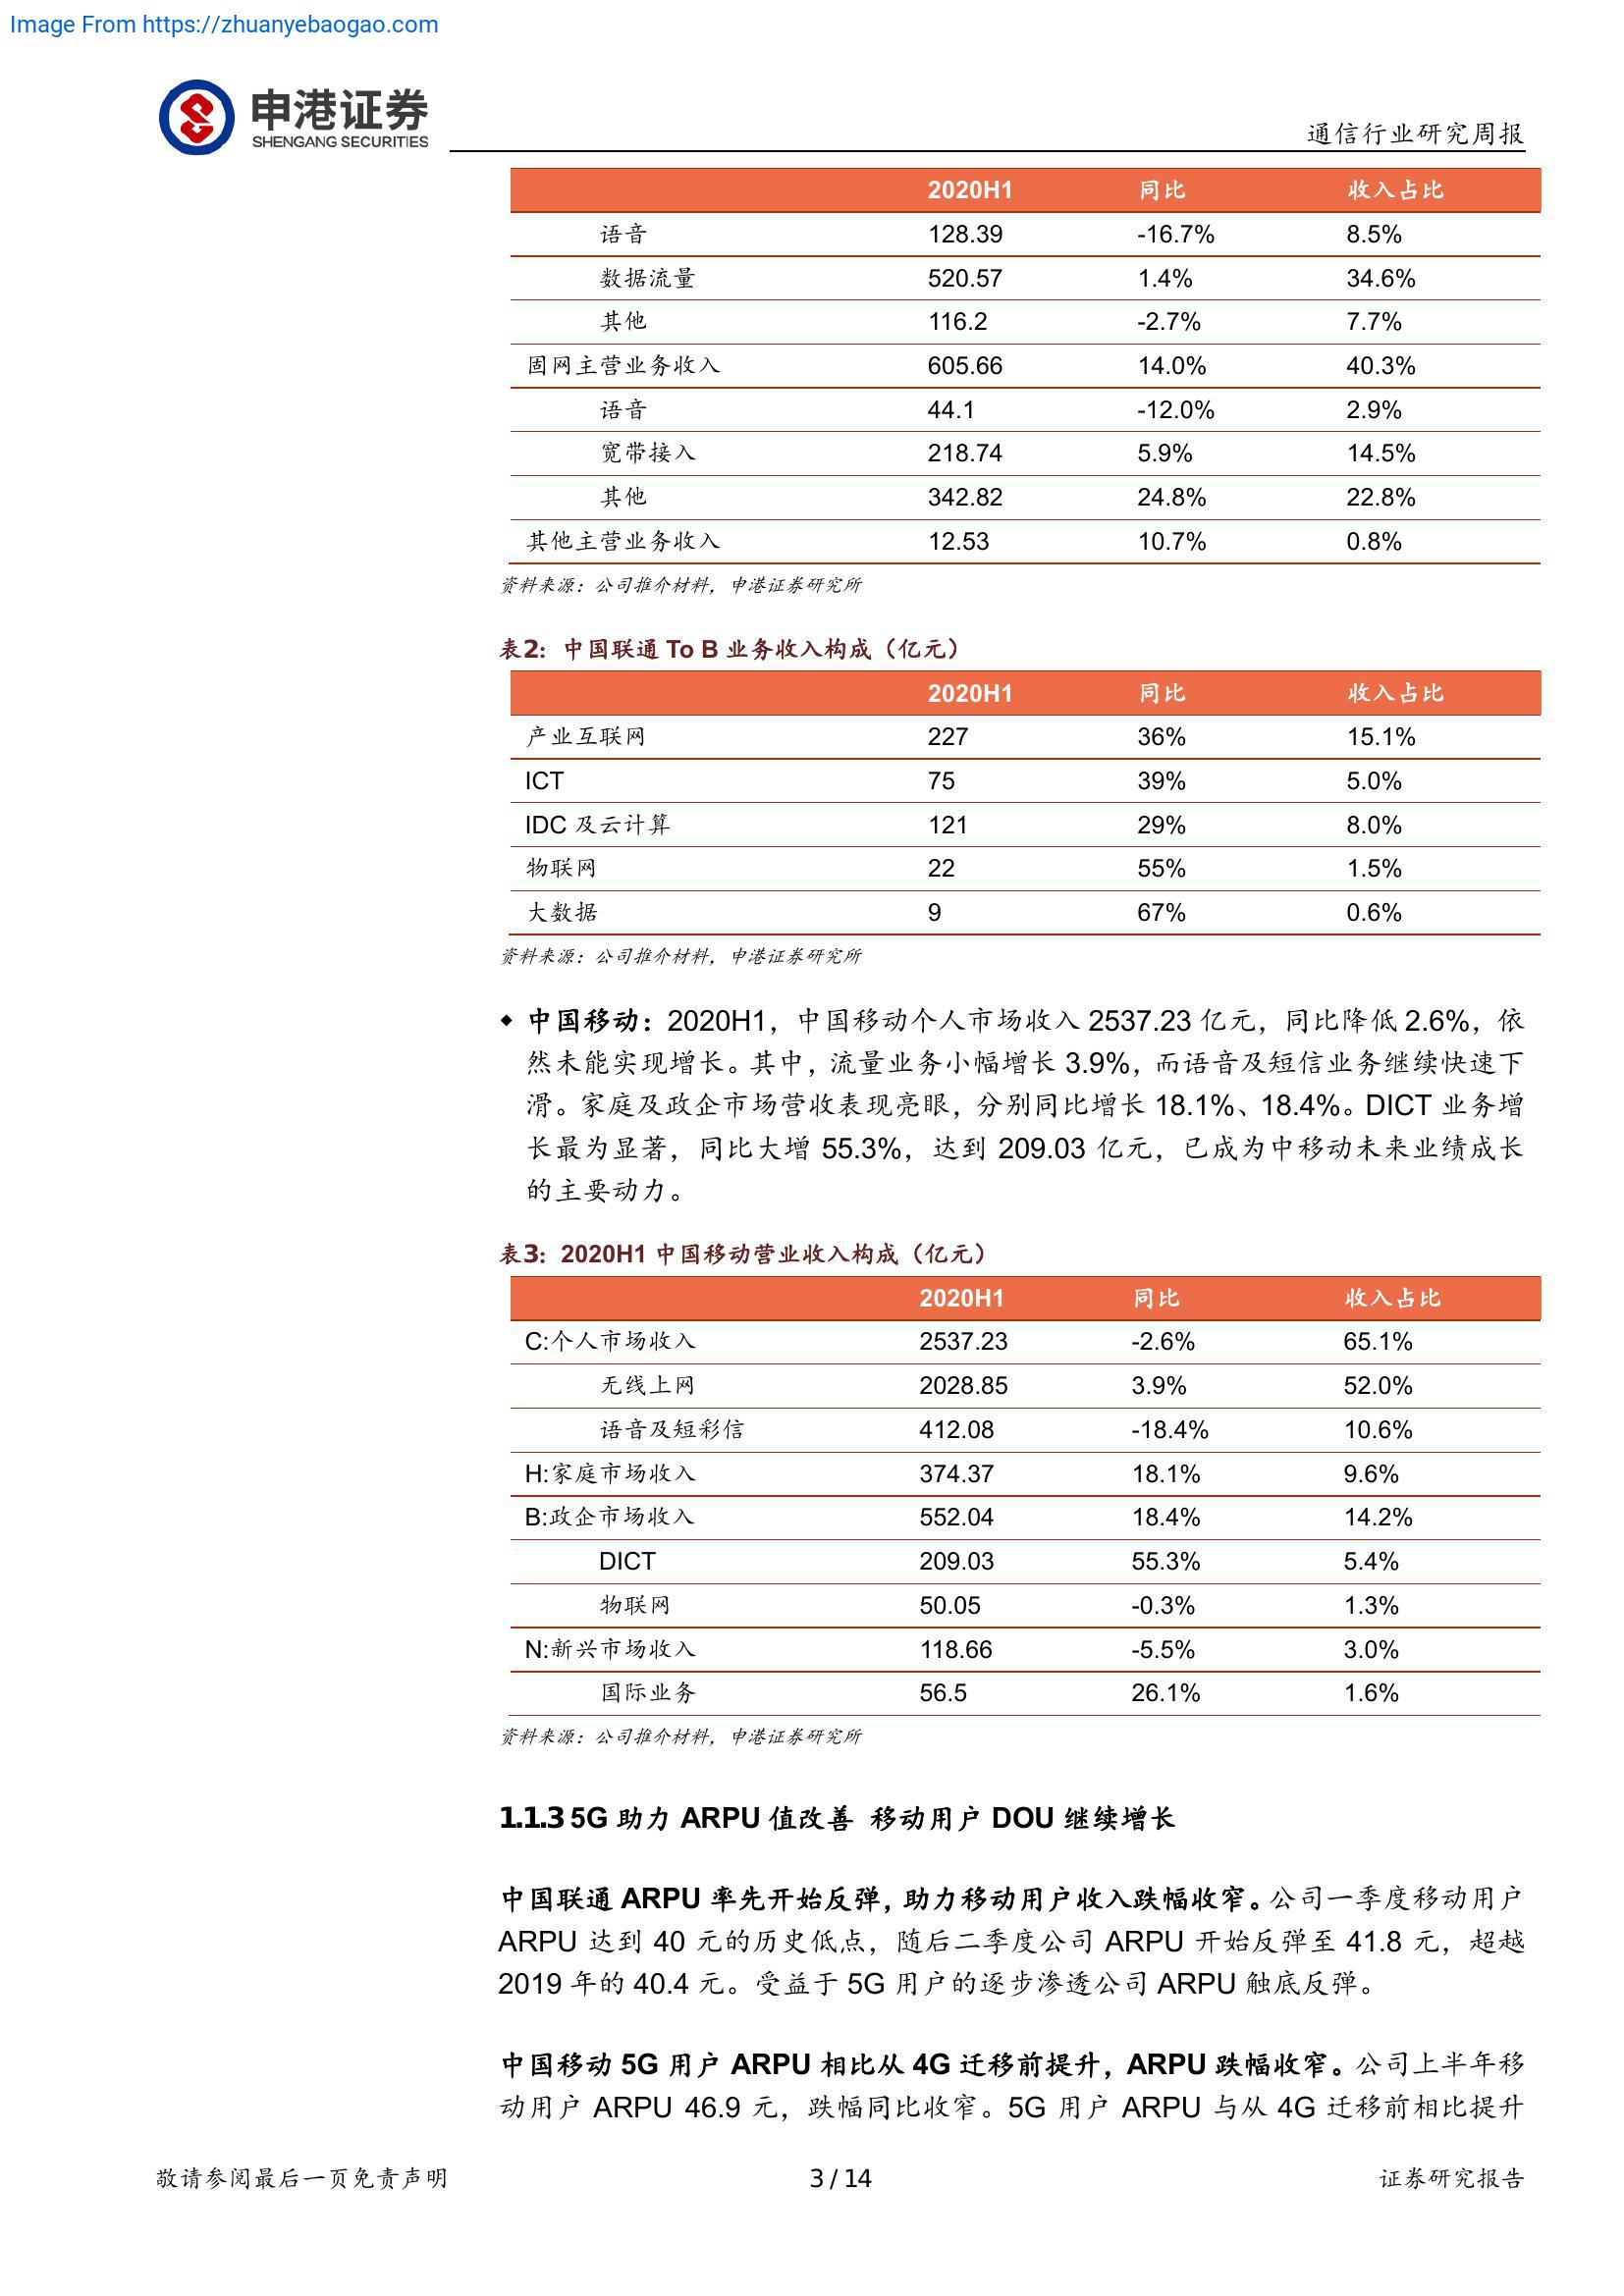 Image From https://zhuanyebaogao.com
申港证券
SHENGANG SECURITIES
通信行业研究周报
2020H1 同比 收入占比
语音 128.39 -16.7% 8.5%
数据流量 520.57 1.4% 34.6%
其他 116.2 -2.7% 7.7%
固网主营业务收入 605.66 14.0% 40.3%
语音 44.1 -12.0% 2.9%
宽带接入 218.74 5.9% 14.5%
其他 342.82 24.8% 22.8%
其他主营业务收入 12.53 10.7% 0.8%
资料来源：公司推介材料，申港证券研究所
表2：中国联通 To B 业务收入构成（亿元）
2020H1 同比 收入占比
产业互联网 227 36% 15.1%
ICT 75 39% 5.0%
IDC 及云计算 121 29% 8.0%
物联网 22 55% 1.5%
大数据 9 67% 0.6%
资料来源：公司推介材料，申港证券研究所
◆ 中国移动：2020H1，中国移动个人市场收入 2537.23 亿元，同比降低 2.6%，依
然未能实现增长。其中，流量业务小幅增长 3.9%，而语音及短信业务继续快速下
滑。家庭及政企市场营收表现亮眼，分别同比增长 18.1%、18.4%。DICT 业务增
长最为显著，同比大增 55.3%，达到 209.03 亿元，已成为中移动未来业绩成长
的主要动力。
表3：2020H1 中国移动营业收入构成（亿元）
2020H1 同比 收入占比
C:个人市场收入 2537.23 -2.6% 65.1%
无线上网 2028.85 3.9% 52.0%
语音及短彩信 412.08 -18.4% 10.6%
H:家庭市场收入 374.37 18.1% 9.6%
B:政企市场收入 552.04 18.4% 14.2%
DICT 209.03 55.3% 5.4%
物联网 50.05 -0.3% 1.3%
N:新兴市场收入 118.66 -5.5% 3.0%
国际业务 56.5 26.1% 1.6%
资料来源：公司推介材料，申港证券研究所
1.1.3 5G 助力 ARPU 值改善 移动用户 DOU 继续增长
中国联通 ARPU 率先开始反弹，助力移动用户收入跌幅收窄。公司一季度移动用户
ARPU 达到 40 元的历史低点，随后二季度公司 ARPU 开始反弹至 41.8 元，超越
2019 年的 40.4 元。受益于 5G 用户的逐步渗透公司 ARPU 触底反弹。
中国移动 5G 用户 ARPU 相比从 4G 迁移前提升，ARPU 跌幅收窄。公司上半年移
动用户 ARPU 46.9 元，跌幅同比收窄。5G 用户 ARPU 与从 4G 迁移前相比提升
敬请参阅最后一页免责声明 3 / 14 证券研究报告